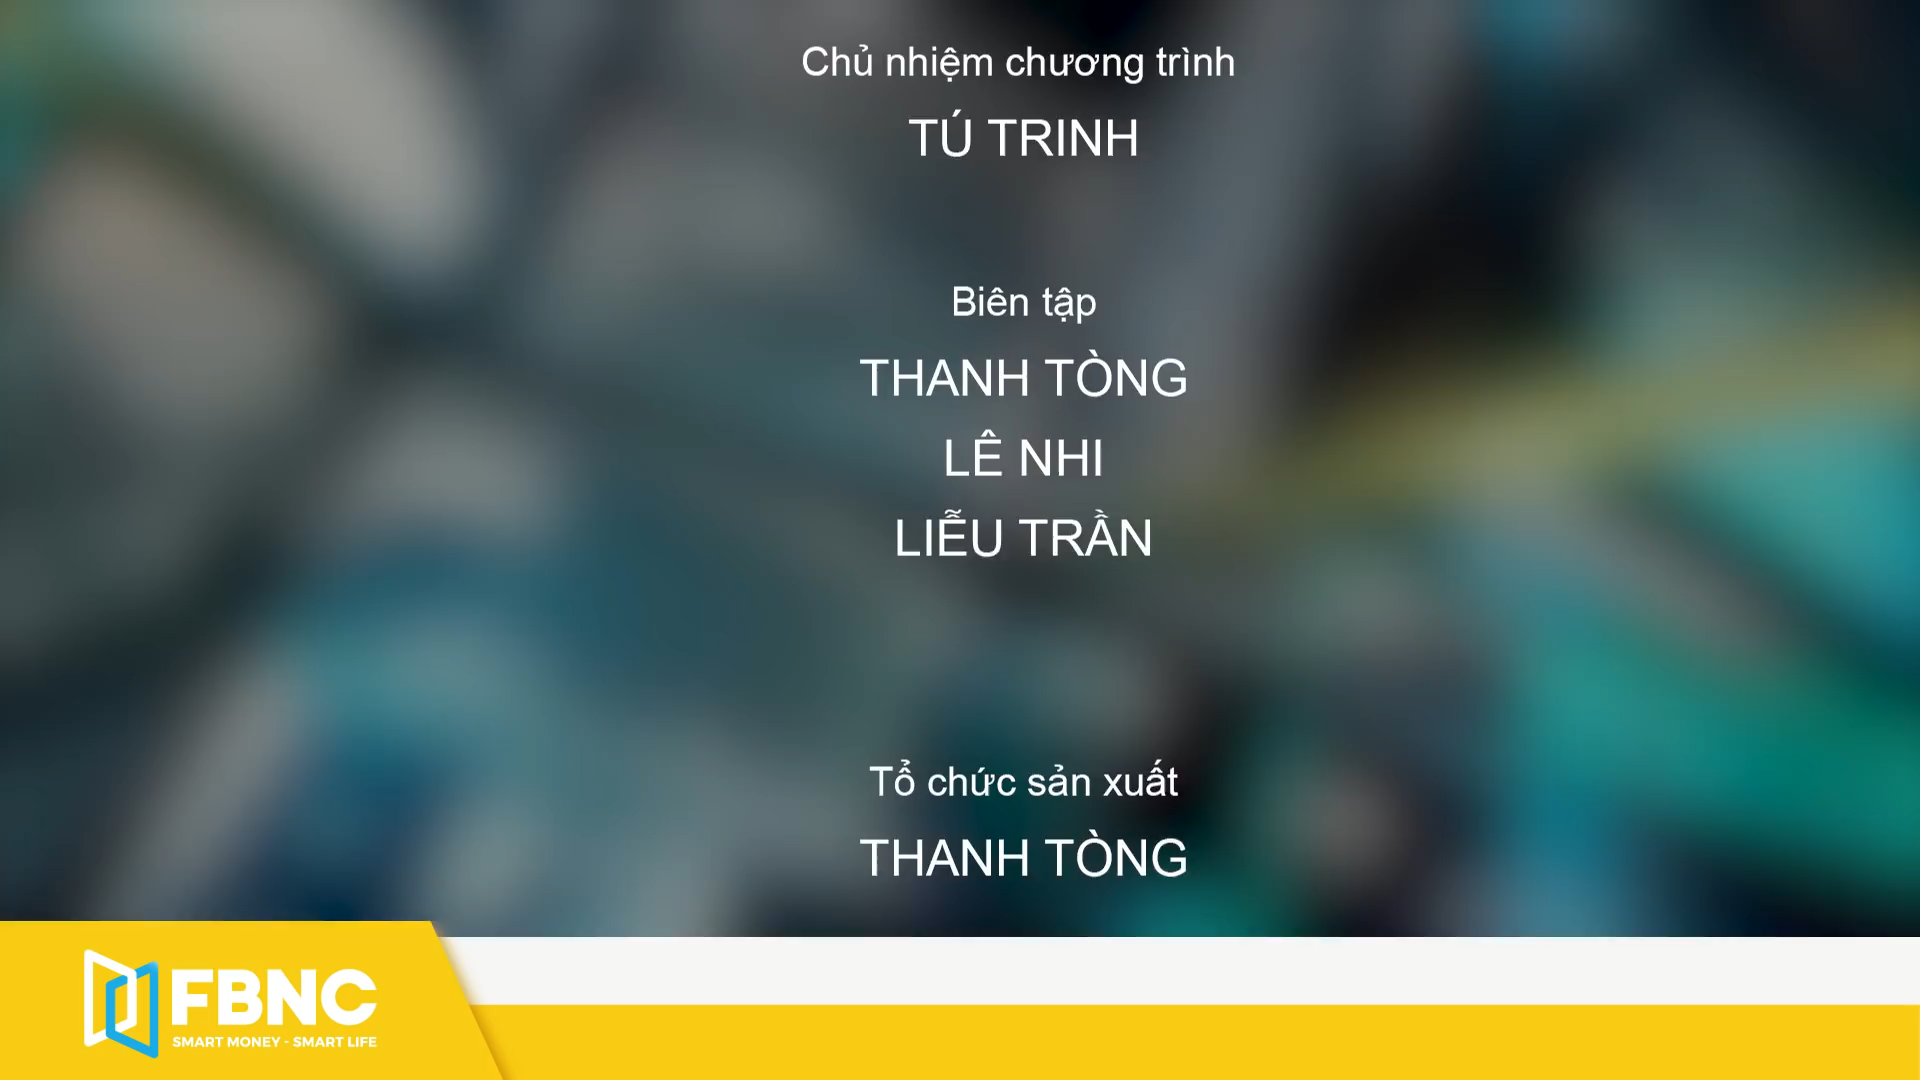 Chủ nhiệm chương trình
TÚ TRINH
Biên tập
THANH TÒNG
LÊ NHI
LIỄU TRẦN
Tổ chức sản xuất
THANH TÒNG
FBNC
SMART MONEY - SMART LIFE